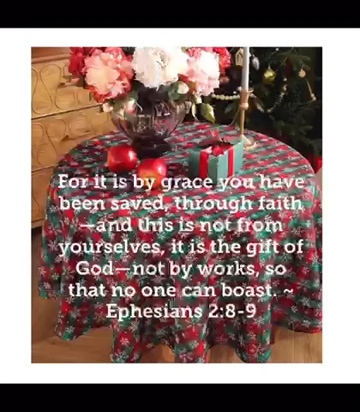 For it is by grace you have
been saved, through faith
—and this is not from
yourselves, it is the gift of
God—not by works, so
that no one can boast. ~
Ephesians 2:8-9